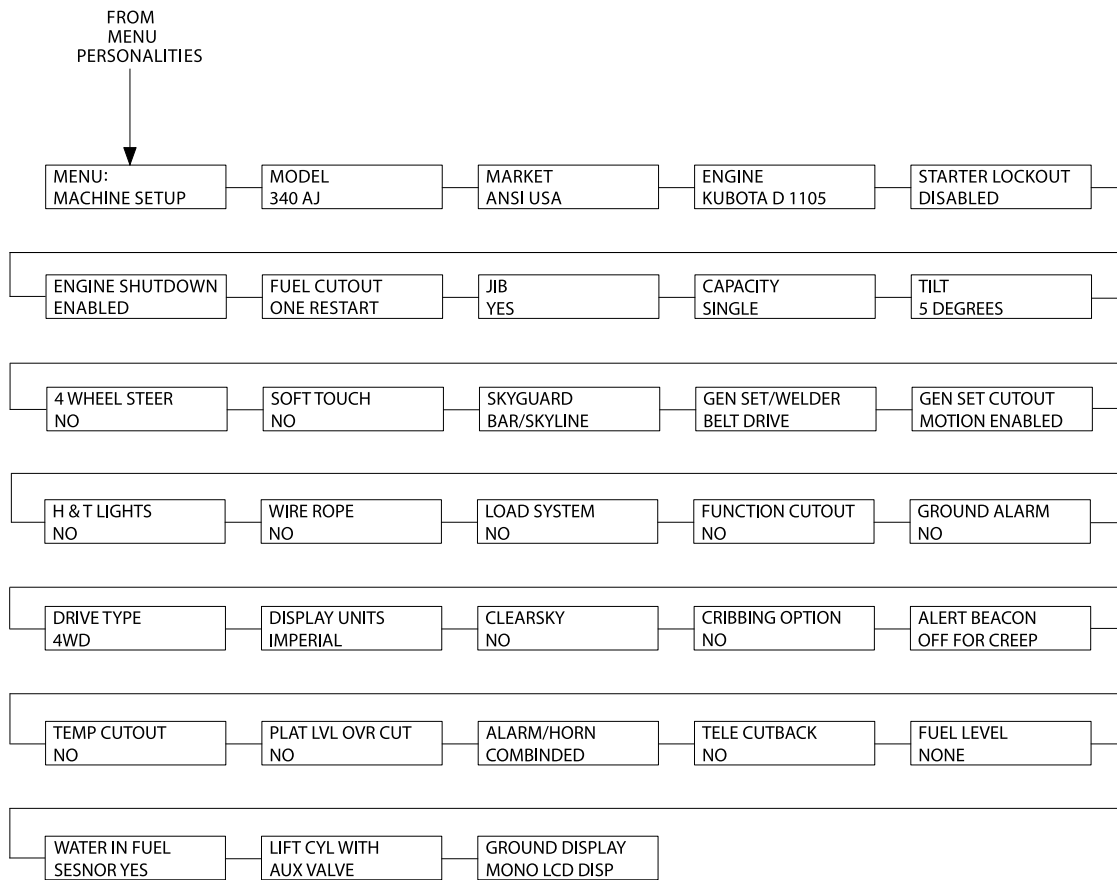 FROM
MENU
PERSONALITIES
MENU:
MACHINE SETUP
MODEL
340 AJ
MARKET
ANSI USA
ENGINE
KUBOTA D 1105
STARTER LOCKOUT
DISABLED
ENGINE SHUTDOWN
ENABLED
FUEL CUTOUT
ONE RESTART
JIB
YES
CAPACITY
SINGLE
TILT
5 DEGREES
4 WHEEL STEER
NO
SOFT TOUCH
NO
SKYGUARD
BAR/SKYLINE
GEN SET/WELDER
BELT DRIVE
GEN SET CUTOUT
MOTION ENABLED
H & T LIGHTS
NO
WIRE ROPE
NO
LOAD SYSTEM
NO
FUNCTION CUTOUT
NO
GROUND ALARM
NO
DRIVE TYPE
4WD
DISPLAY UNITS
IMPERIAL
CLEARSKY
NO
CRIBBING OPTION
NO
ALERT BEACON
OFF FOR CREEP
TEMP CUTOUT
NO
PLAT LVL OVR CUT
NO
ALARM/HORN
COMBINDED
TELE CUTBACK
NO
FUEL LEVEL
NONE
WATER IN FUEL
SESNOR YES
LIFT CYL WITH
AUX VALVE
GROUND DISPLAY
MONO LCD DISP